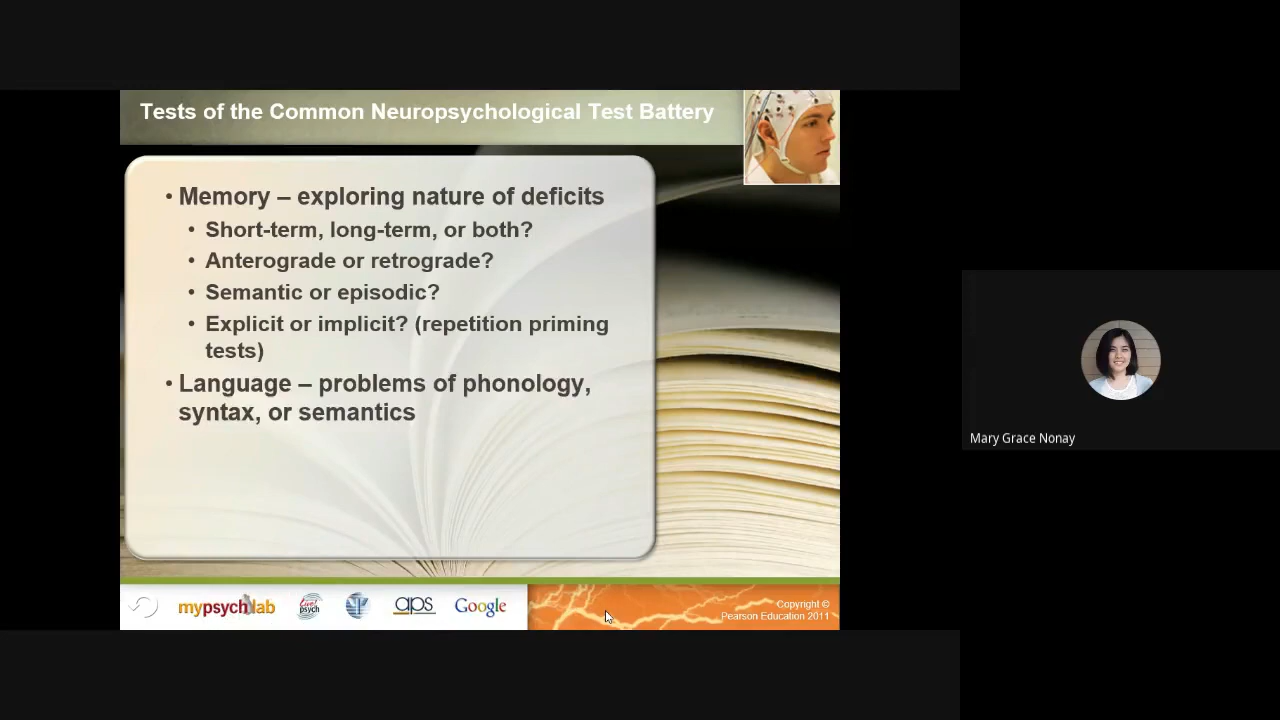 Tests of the Common Neuropsychological Test Battery
• Memory – exploring nature of deficits
• Short-term, long-term, or both?
• Anterograde or retrograde?
• Semantic or episodic?
• Explicit or implicit? (repetition priming
tests)
• Language – problems of phonology,
syntax, or semantics
mypsychlab
psych
aps
Google
Copyright ©
Pearson Education 2011
Mary Grace Nonay